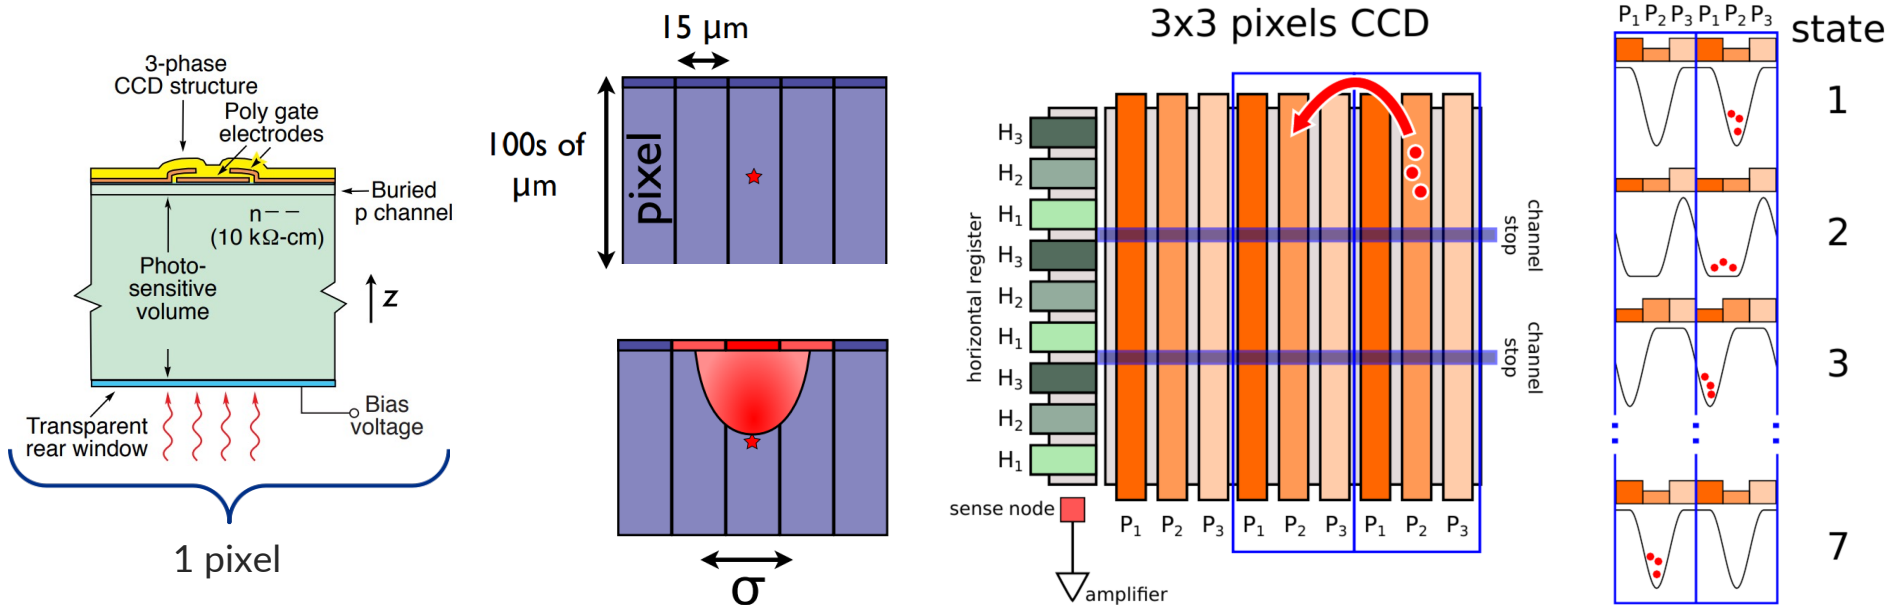 3-phase
CCD structure
Poly gate
electrodes
Buried
p channel
n– –
(10 kΩ-cm)
Photo-
sensitive
volume
z
Transparent
rear window
Bias
voltage
1 pixel
15 µm
100s of
µm
pixel
σ
3x3 pixels CCD
H3
H2
H1
H3
H2
H1
H3
H2
H1
horizontal register
channel
stop
channel
stop
sense node
amplifier
P1 P2 P3 P1 P2 P3 P1 P2 P3
P1 P2 P3 P1 P2 P3
state
1
2
3
7